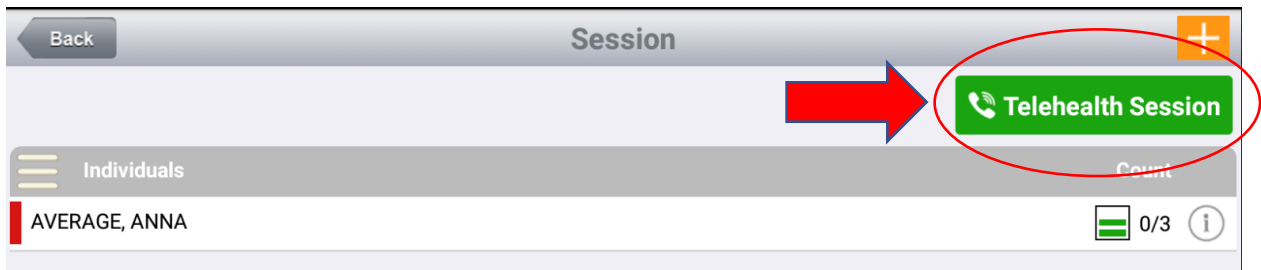 Back
Session
Telehealth Session
Individuals
Count
AVERAGE, ANNA
0/3
i